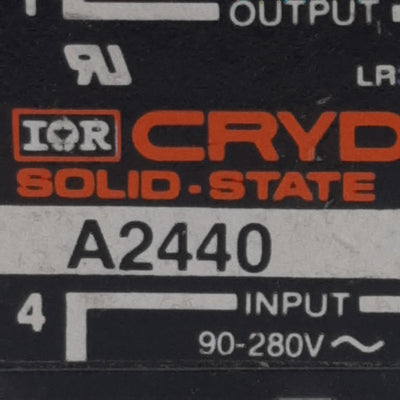 OUTPUT
LR
IOR CRYD
SOLID-STATE
A2440
4 INPUT
90-280V ~